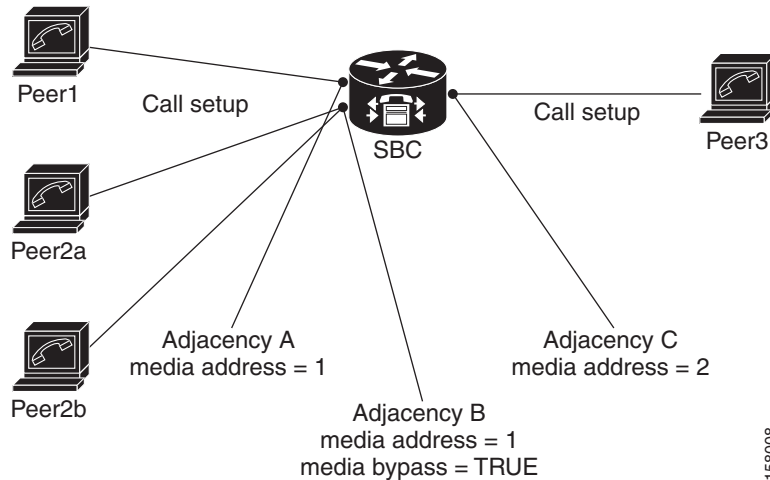 Peer1
Call setup
SBC
Call setup
Peer3
Peer2a
Peer2b
Adjacency A
media address = 1
Adjacency C
media address = 2
Adjacency B
media address = 1
media bypass = TRUE
158008